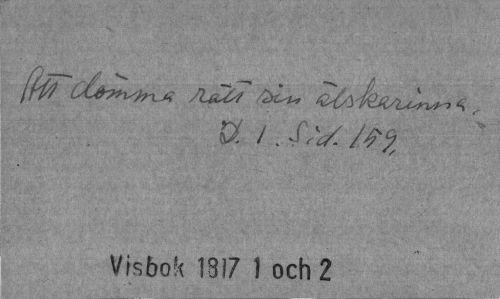 Att dömma rätt sin älskarinna.
D. 1. Sid. 159.
Visbok 1817 1 och 2